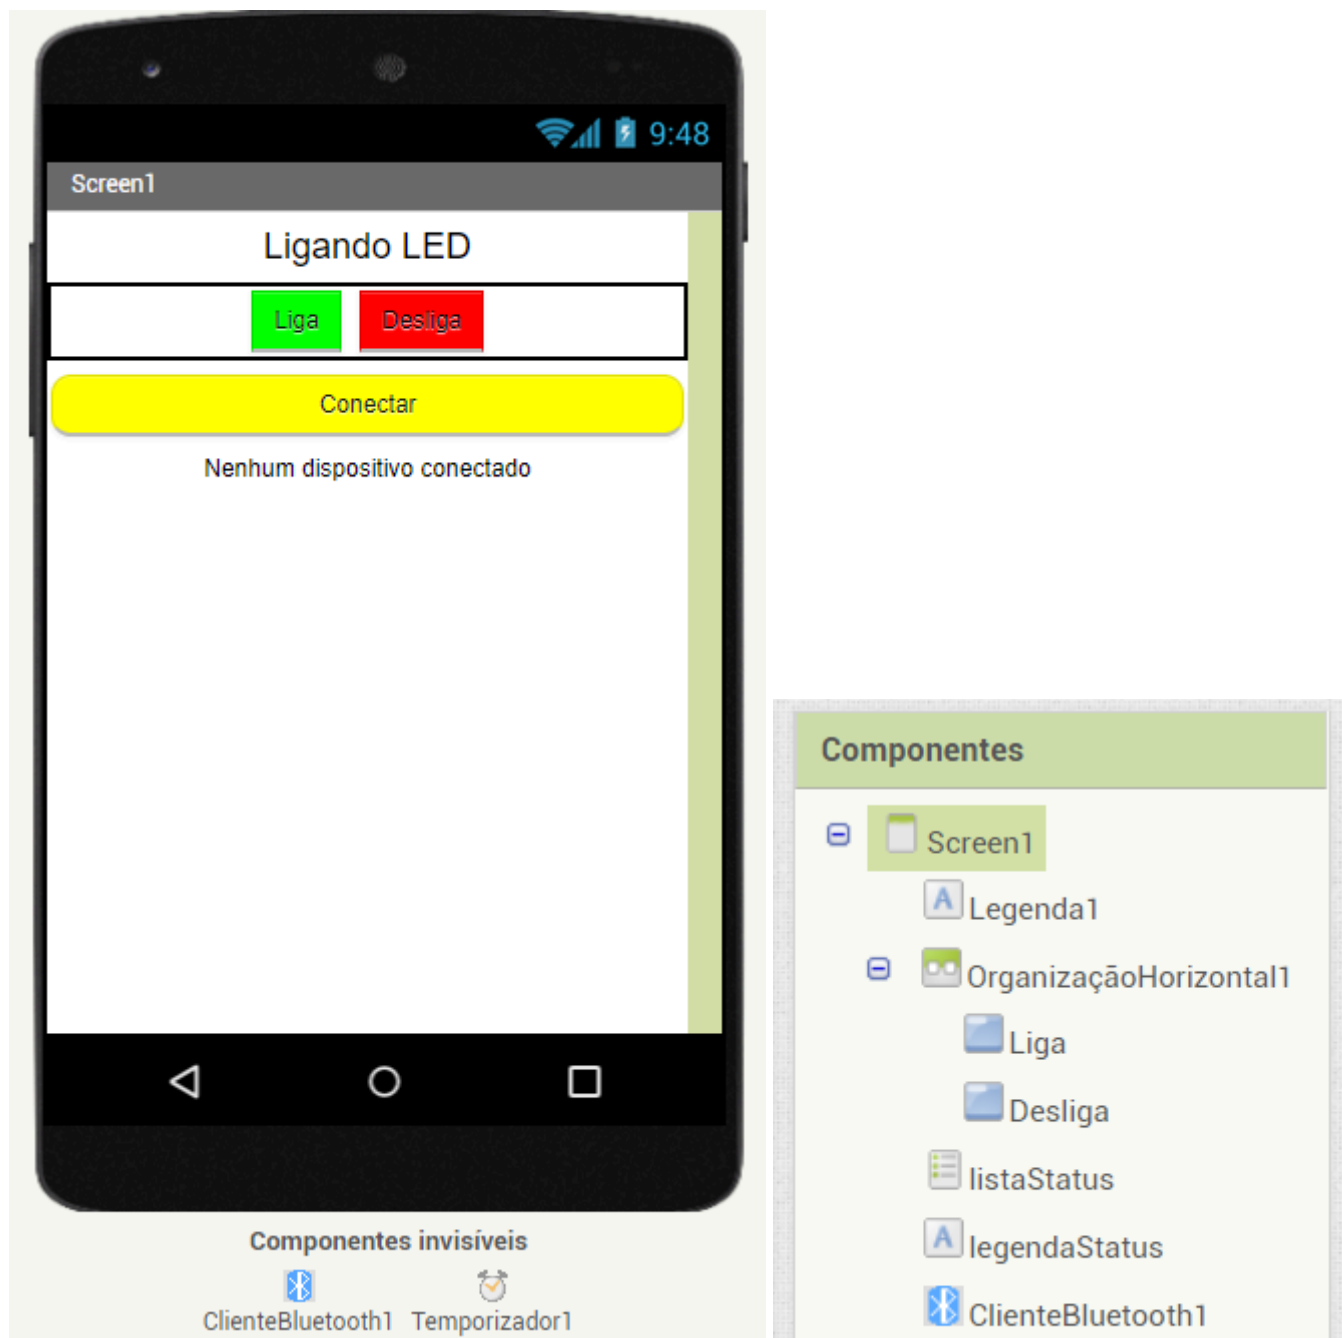 9:48
Screen1
Ligando LED
Liga Desliga
Conectar
Nenhum dispositivo conectado
Componentes invisíveis
ClienteBluetooth1 Temporizador1
Componentes
Screen1
Legenda1
OrganizaçãoHorizontal1
Liga
Desliga
listaStatus
legendaStatus
ClienteBluetooth1